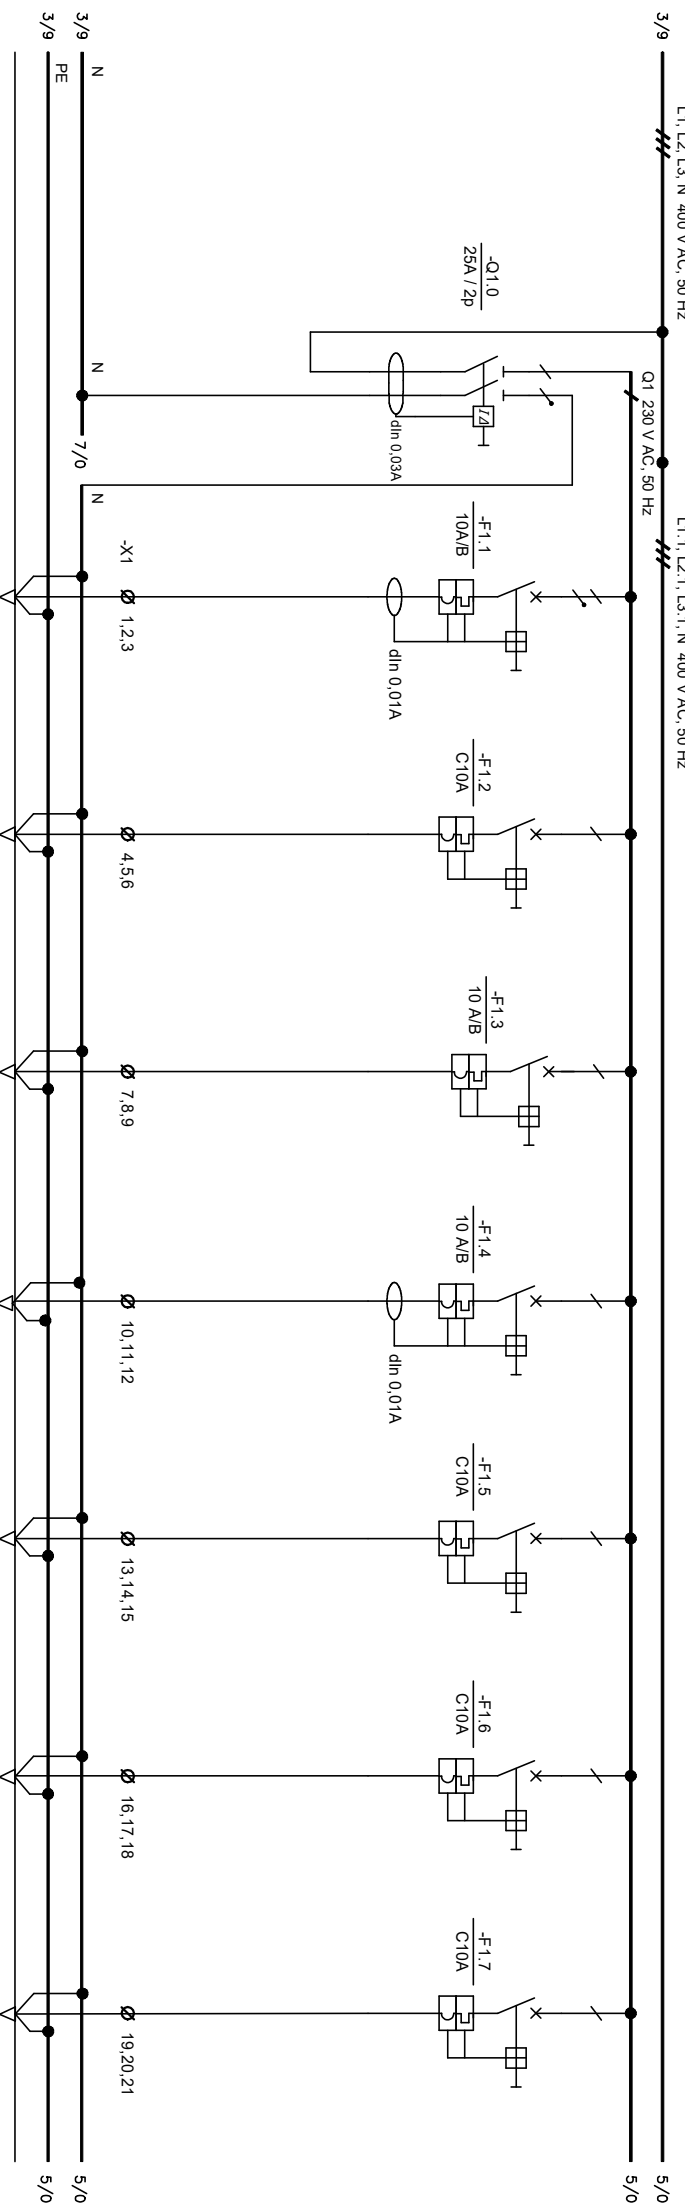 3/9
L1, L2, L3, N 400 V AC, 50 Hz
L1.1, L2.1, L3.1, N 400 V AC, 50 Hz
5/0
Q1 230 V AC, 50 Hz
5/0
-Q1.0
25A / 2p
I∆
dIn 0,03A
-F1.1
10A/B
dIn 0,01A
-F1.2
C10A
-F1.3
10 A/B
-F1.4
10 A/B
dIn 0,01A
-F1.5
C10A
-F1.6
C10A
-F1.7
C10A
-X1
1,2,3
4,5,6
7,8,9
10,11,12
13,14,15
16,17,18
19,20,21
3/9
N
N
7/0
N
5/0
3/9
PE
5/0